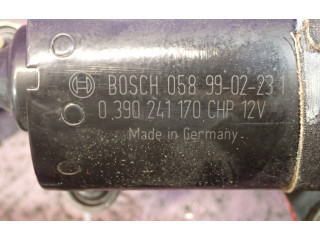 BOSCH 058 99-02-23 1
0 390 241 170 CHP 12V
Made in Germany